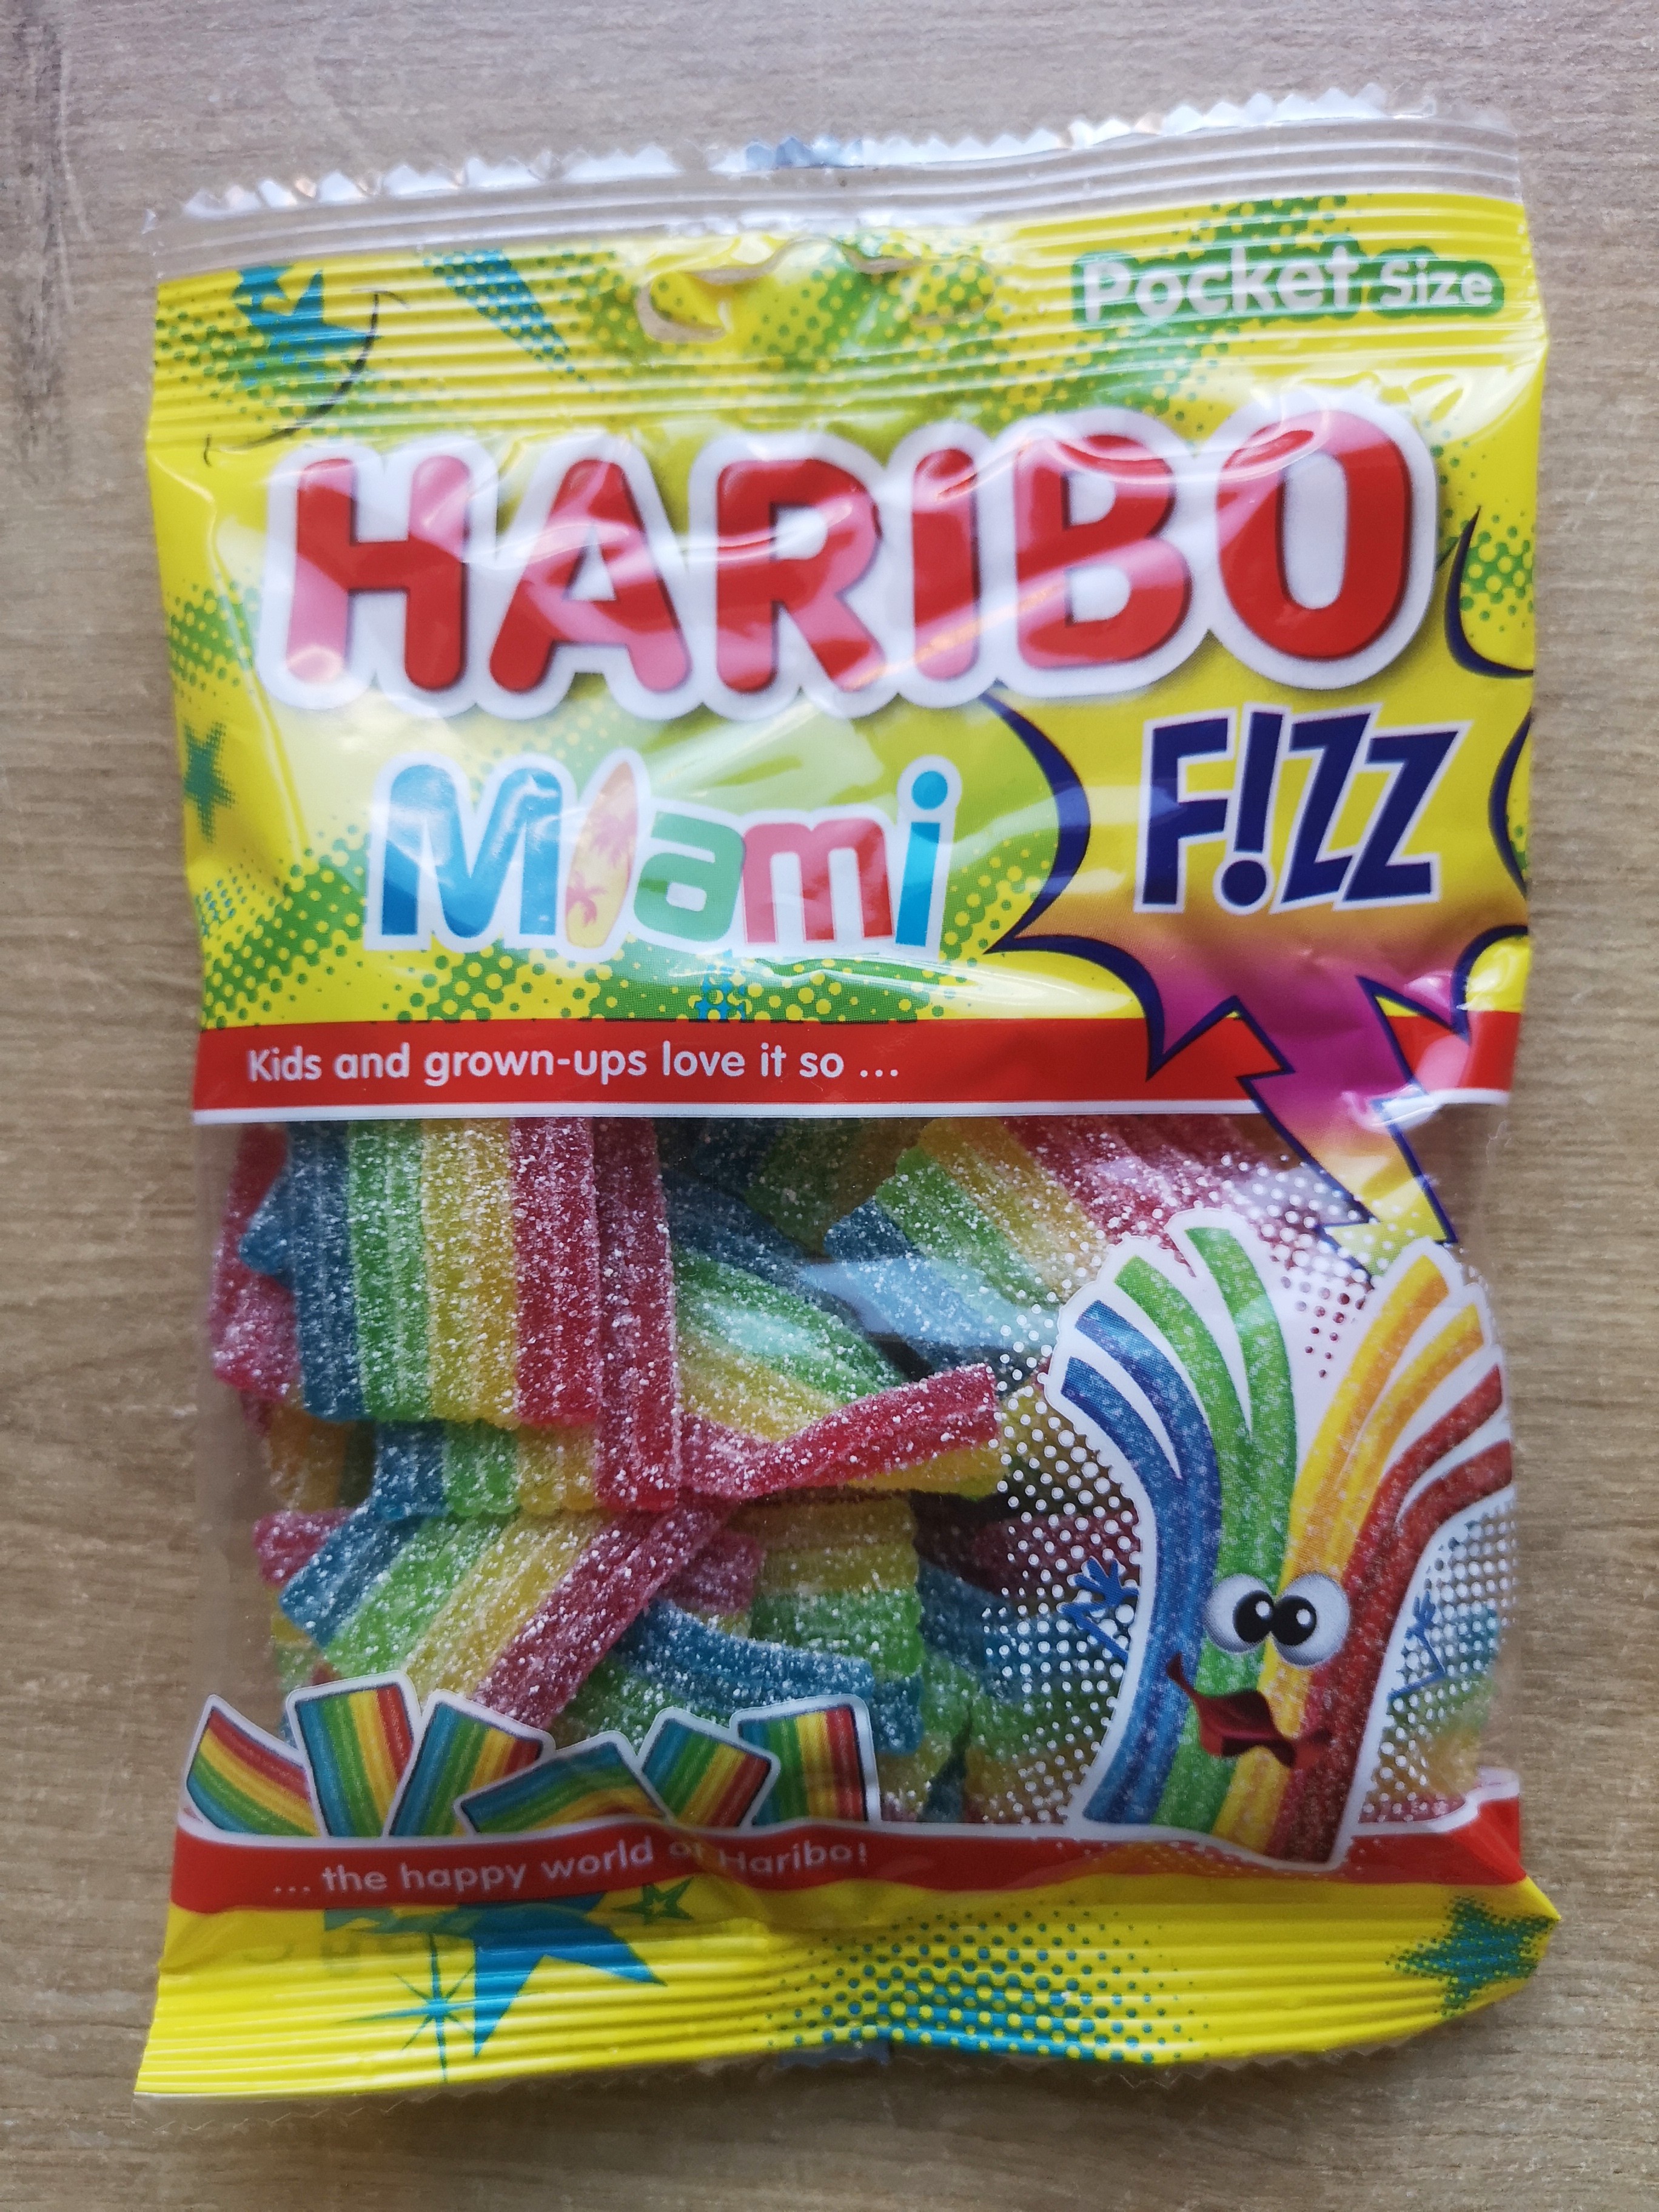 Pocket Size
HARIBO
Miami
F!ZZ
Kids and grown-ups love it so ...
... the happy world of Haribo!